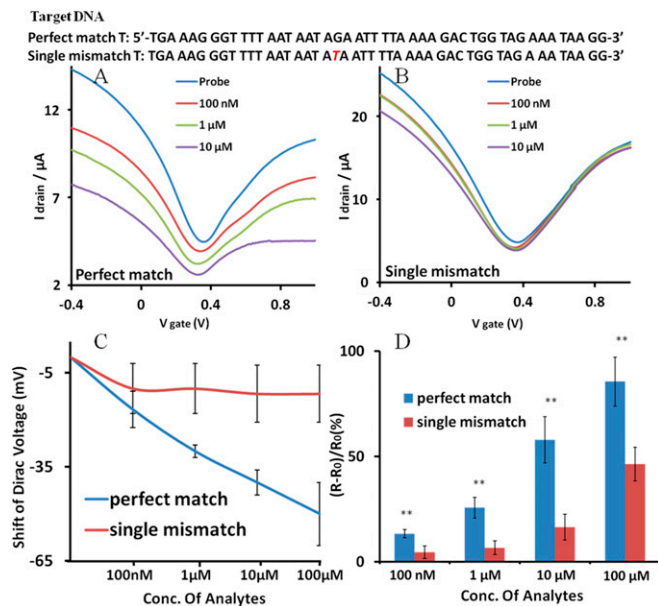 Target DNA
Perfect match T: 5’-TGA AAG GGT TTT AAT AAT AGA ATT TTA AAA GAC TGG TAG AAA TAA GG-3’
Single mismatch T: TGA AAG GGT TTT AAT AAT ATA ATT TTA AAA GAC TGG TAG A AAT AAGG-3’
A
Probe
100 nM
1 µM
10 µM
I drain / µA
12
7
2
Perfect match
-0.4
0
0.4
0.8
V gate (V)
B
Probe
100 nM
1 µM
10 µM
I drain / µA
20
10
0
Single mismatch
-0.4
0
0.4
0.8
V gate (V)
C
Shift of Dirac Voltage (mV)
-5
-35
-65
perfect match
single mismatch
100nM
1µM
10µM
100µM
Conc. Of Analytes
D
(R-Ro)/Ro(%)
100
50
0
perfect match
single mismatch
**
**
**
**
100 nM
1 µM
10 µM
100 µM
Conc. Of Analytes